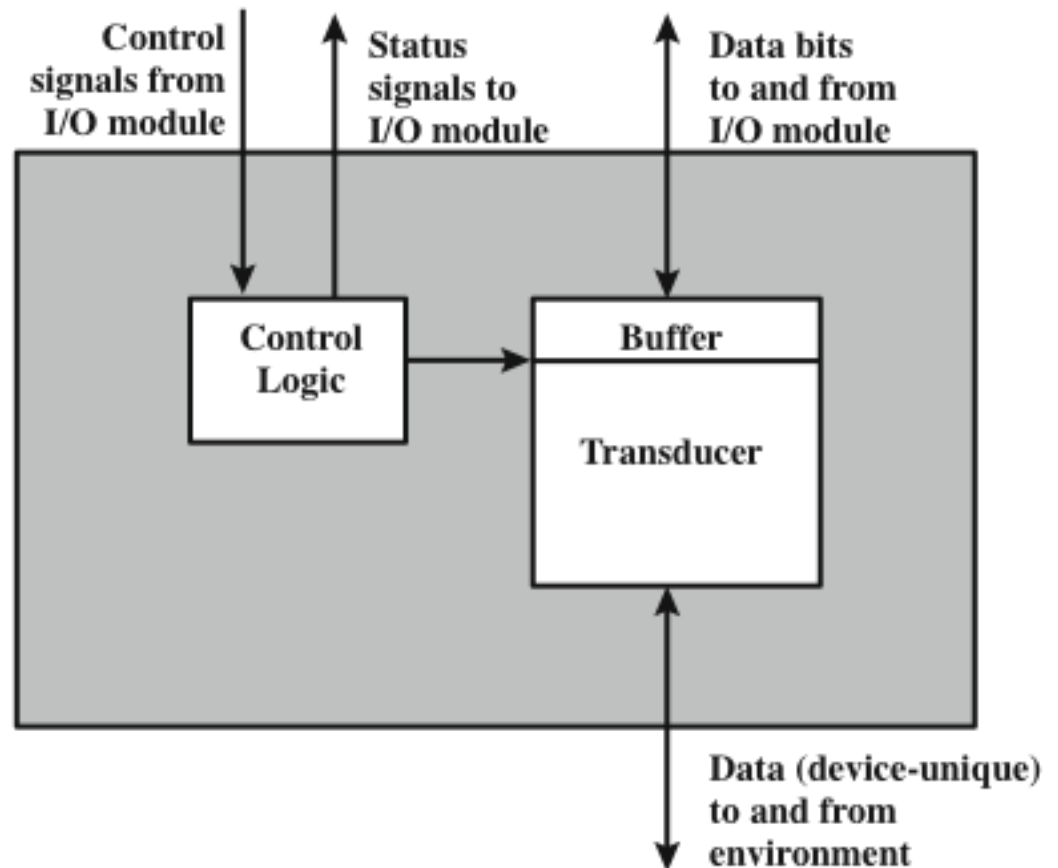 Control
signals from
I/O module
Status
signals to
I/O module
Data bits
to and from
I/O module
Control
Logic
Buffer
Transducer
Data (device-unique)
to and from
environment